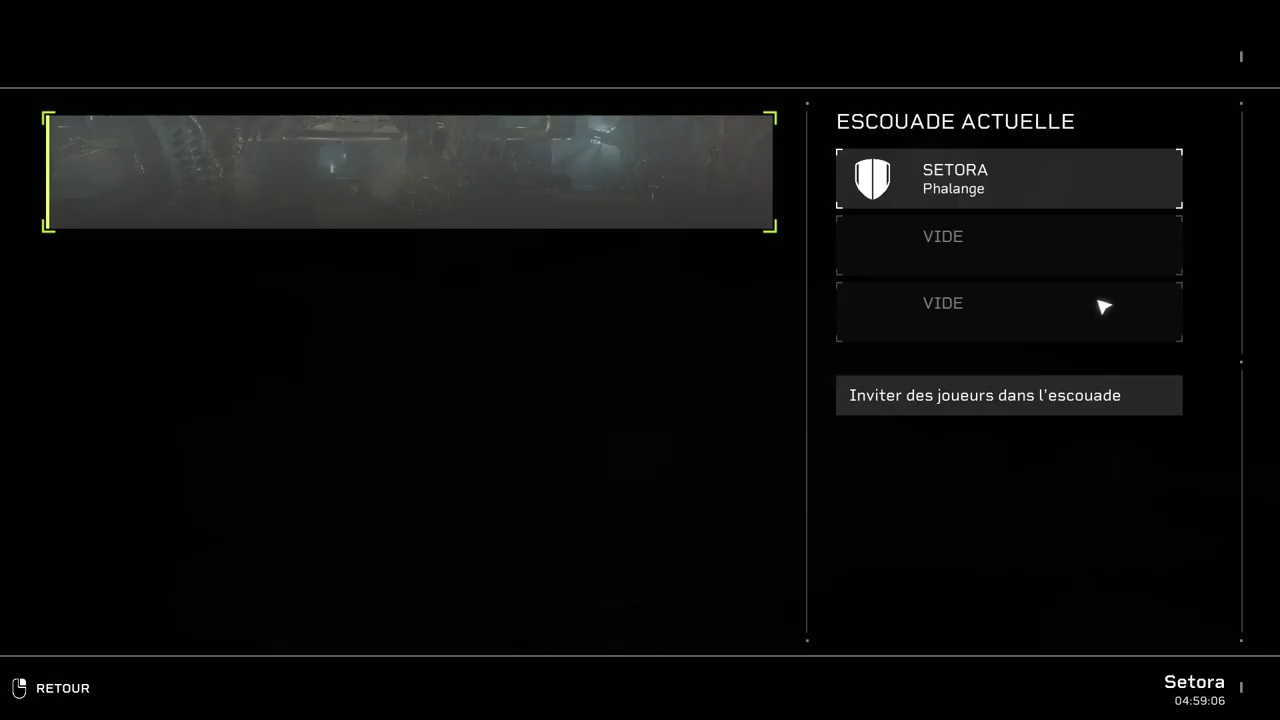 ESCOUADE ACTUELLE
SETORA
Phalange
VIDE
VIDE
Inviter des joueurs dans l'escouade
RETOUR
Setora
04:59:06